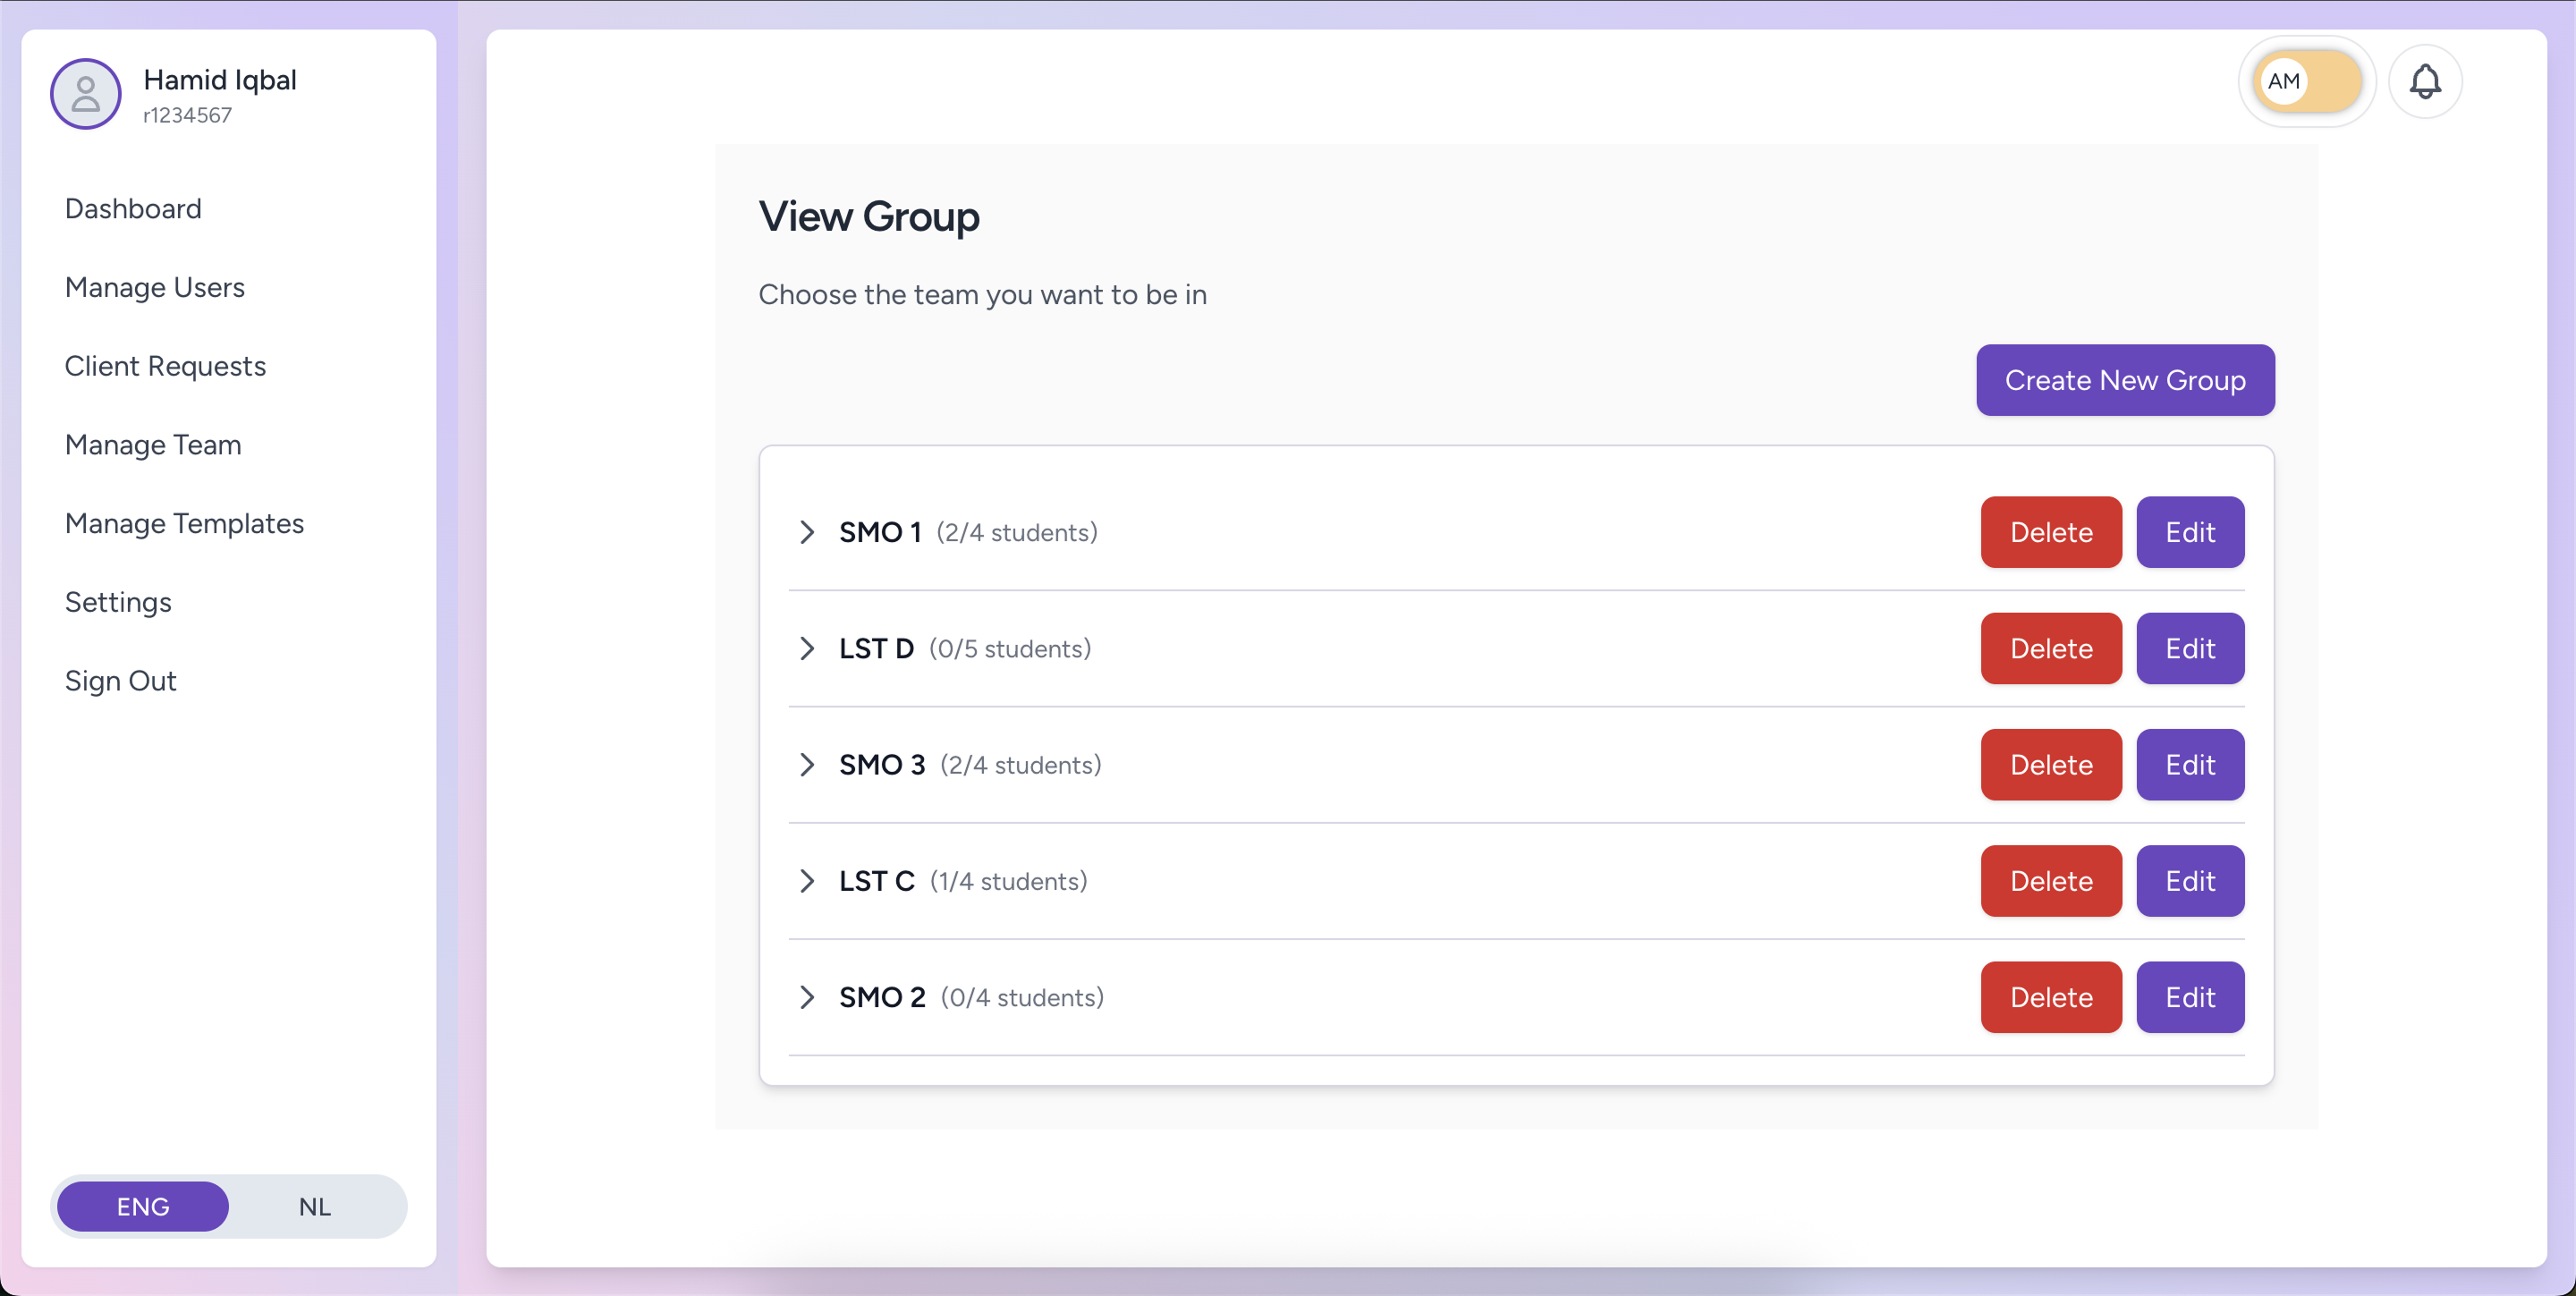 Hamid Iqbal
r1234567
Dashboard
Manage Users
Client Requests
Manage Team
Manage Templates
Settings
Sign Out
ENG NL
AM
View Group
Choose the team you want to be in
Create New Group
SMO 1 (2/4 students) Delete Edit
LST D (0/5 students) Delete Edit
SMO 3 (2/4 students) Delete Edit
LST C (1/4 students) Delete Edit
SMO 2 (0/4 students) Delete Edit